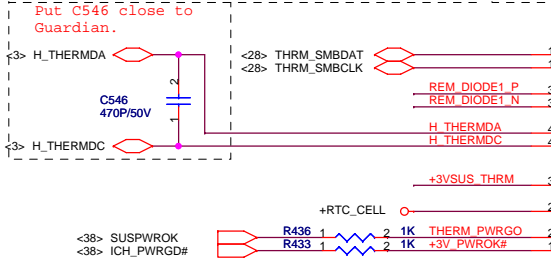 Put C546 close to
Guardian.
<3> H_THERMDA
2
C546
470P/50V
1
<3> H_THERMDC
<28> THRM_SMBDAT
<28> THRM_SMBCLK
REM_DIODE1_P
REM_DIODE1_N
H_THERMDA
H_THERMDC
+3VSUS_THRM
+RTC_CELL
<38> SUSPWROK R436 1 2 1K THERM_PWRGO
<38> ICH_PWRGD# R433 1 2 1K +3V_PWROK#